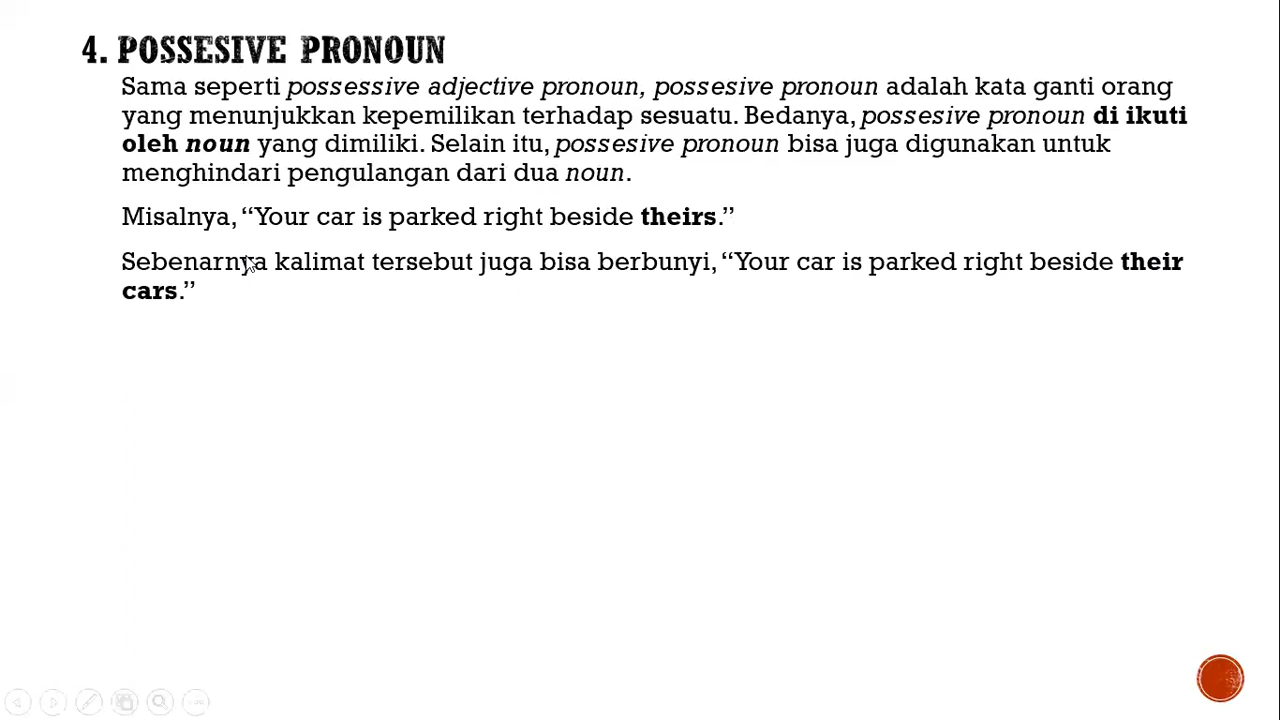 4. POSSESIVE PRONOUN
Sama seperti possessive adjective pronoun, possesive pronoun adalah kata ganti orang
yang menunjukkan kepemilikan terhadap sesuatu. Bedanya, possesive pronoun di ikuti
oleh noun yang dimiliki. Selain itu, possesive pronoun bisa juga digunakan untuk
menghindari pengulangan dari dua noun.
Misalnya, “Your car is parked right beside theirs.”
Sebenarnya kalimat tersebut juga bisa berbunyi, “Your car is parked right beside their
cars.”